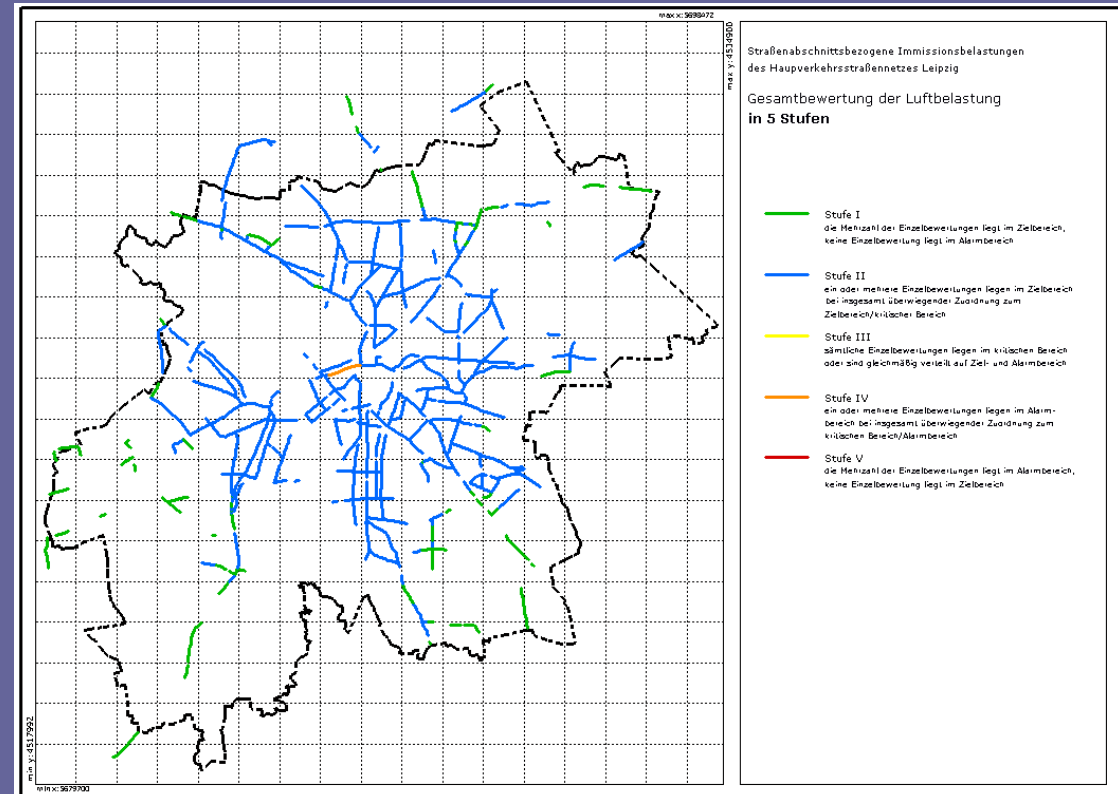 max x: 5698072
max y: 4534900
min y: 4517992
min x: 5679700
Straßenabschnittsbezogene Immissionsbelastungen
des Haupverkehrsstraßennetzes Leipzig
Gesamtbewertung der Luftbelastung
in 5 Stufen
Stufe I
die Mehrzahl der Einzelbewertungen liegt im Zielbereich,
keine Einzelbewertung liegt im Alarmbereich
Stufe II
ein oder mehrere Einzelbewertungen liegen im Zielbereich
bei insgesamt überwiegender Zuordnung zum
Zielbereich/kritischer Bereich
Stufe III
sämtliche Einzelbewertungen liegen im kritischen Bereich
oder sind gleichmäßig verteilt auf Ziel- und Alarmbereich
Stufe IV
ein oder mehrere Einzelbewertungen liegen im Alarm-
bereich bei insgesamt überwiegender Zuordnung zum
kritischen Bereich/Alarmbereich
Stufe V
die Mehrzahl der Einzelbewertungen liegt im Alarmbereich,
keine Einzelbewertung liegt im Zielbereich